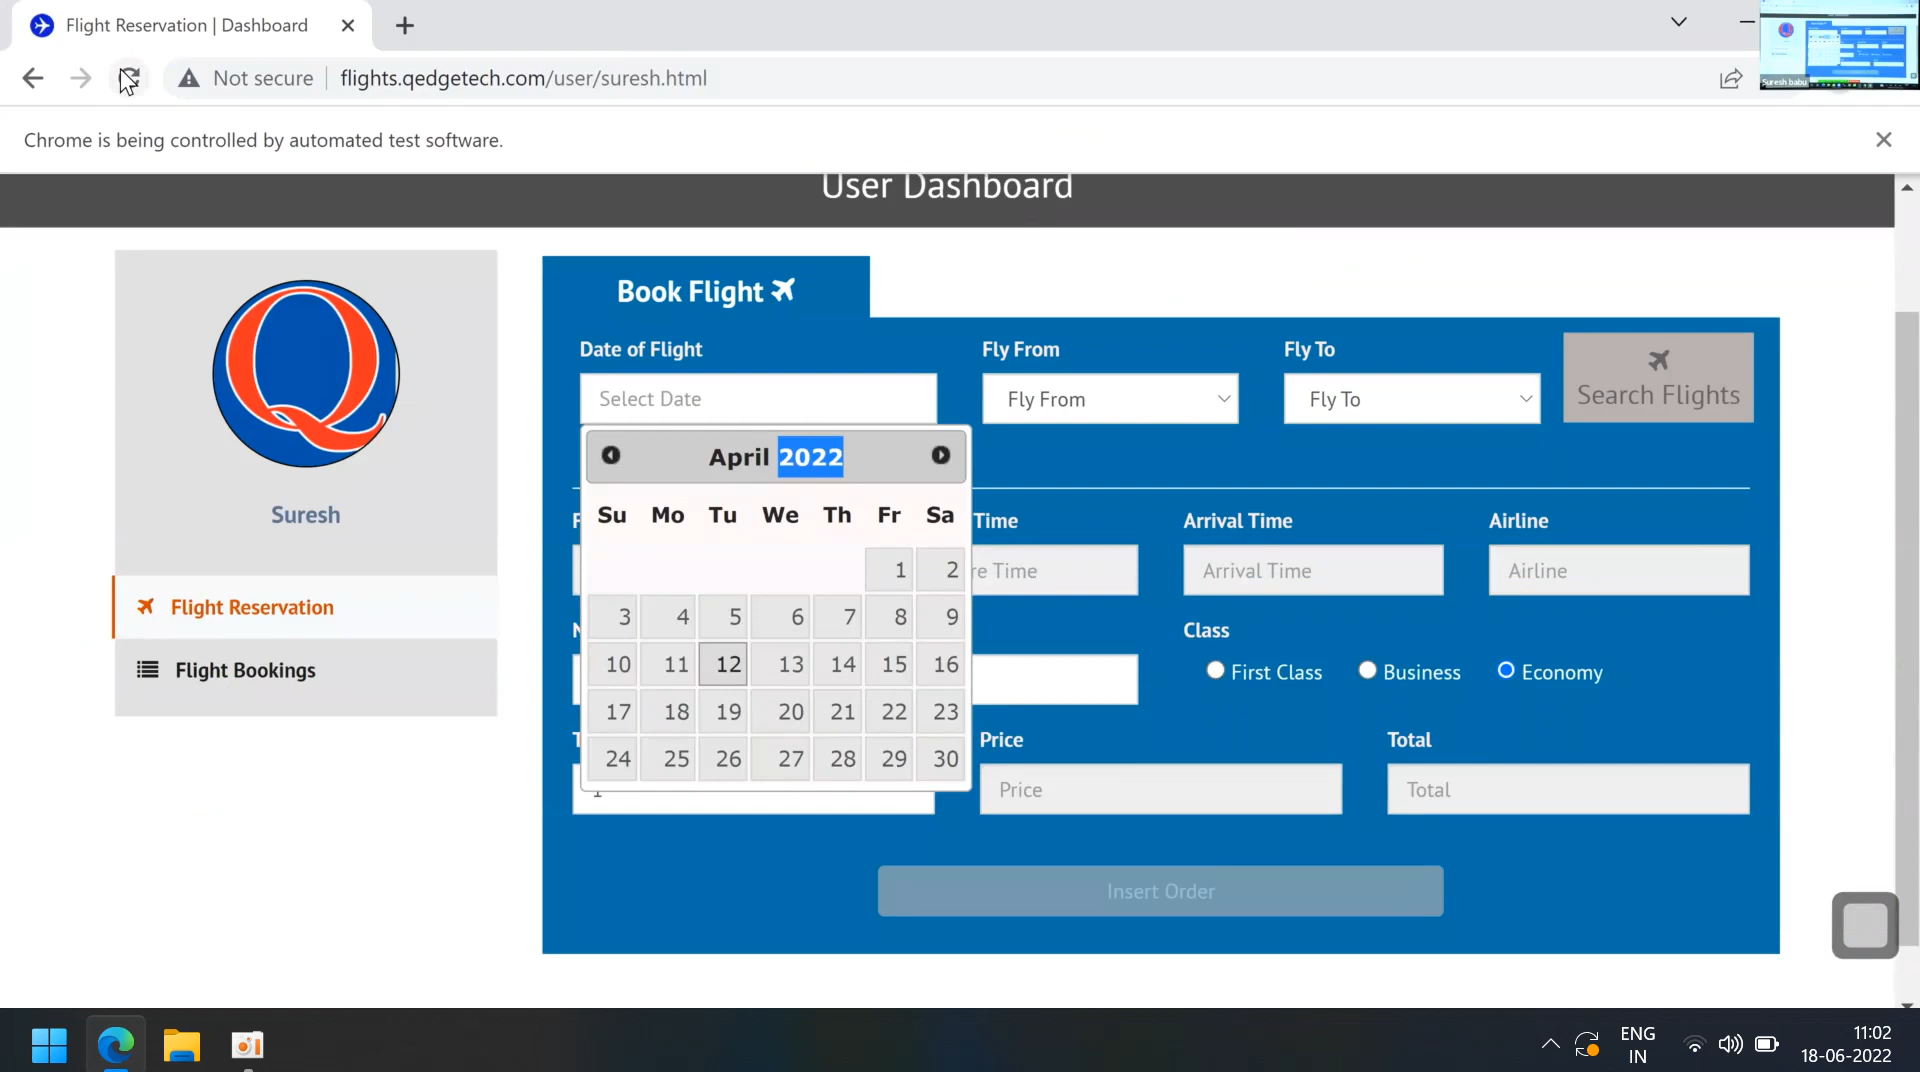 Flight Reservation | Dashboard
Not secure
flights.qedgetech.com/user/suresh.html
Suresh babu
Chrome is being controlled by automated test software.
User Dashboard
Q
Suresh
Flight Reservation
Flight Bookings
Book Flight
Date of Flight
Fly From
Fly To
Select Date
Fly From
Fly To
Search Flights
April 2022
Su Mo Tu We Th Fr Sa
1 2
3 4 5 6 7 8 9
10 11 12 13 14 15 16
17 18 19 20 21 22 23
24 25 26 27 28 29 30
F
Time
Arrival Time
Airline
re Time
Arrival Time
Airline
N
Class
First Class
Business
Economy
T
Price
Total
1
Price
Total
Insert Order
ENG
IN
11:02
18-06-2022